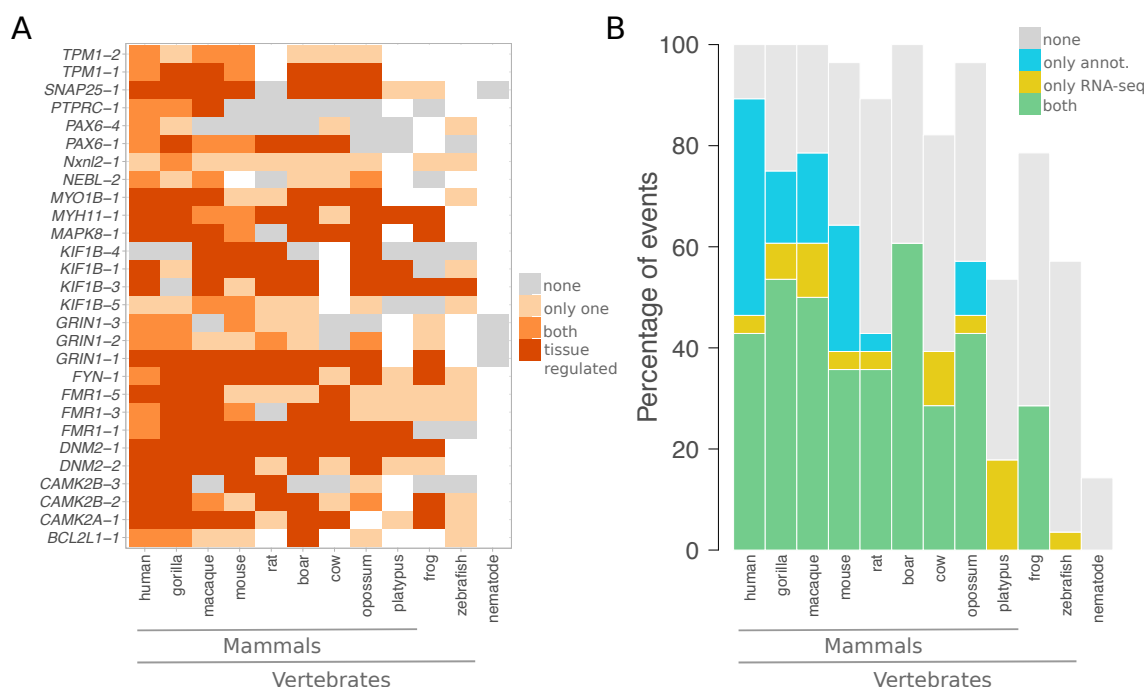 A
TPM1−2
TPM1−1
SNAP25−1
PTPRC−1
PAX6−4
PAX6−1
Nxnl2−1
NEBL−2
MYO1B−1
MYH11−1
MAPK8−1
KIF1B−4
KIF1B−1
KIF1B−3
KIF1B−5
GRIN1−3
GRIN1−2
GRIN1−1
FYN−1
FMR1−5
FMR1−3
FMR1−1
DNM2−1
DNM2−2
CAMK2B−3
CAMK2B−2
CAMK2A−1
BCL2L1−1
human
gorilla
macaque
mouse
rat
boar
cow
opossum
platypus
frog
zebrafish
nematode
Mammals
Vertebrates
none
only one
both
tissue
regulated
B
Percentage of events
100
80
60
40
20
0
none
only annot.
only RNA-seq
both
human
gorilla
macaque
mouse
rat
boar
cow
opossum
platypus
frog
zebrafish
nematode
Mammals
Vertebrates